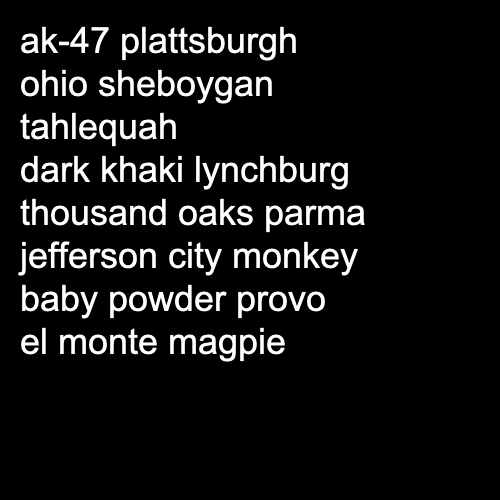 ak-47 plattsburgh
ohio sheboygan
tahlequah
dark khaki lynchburg
thousand oaks parma
jefferson city monkey
baby powder provo
el monte magpie